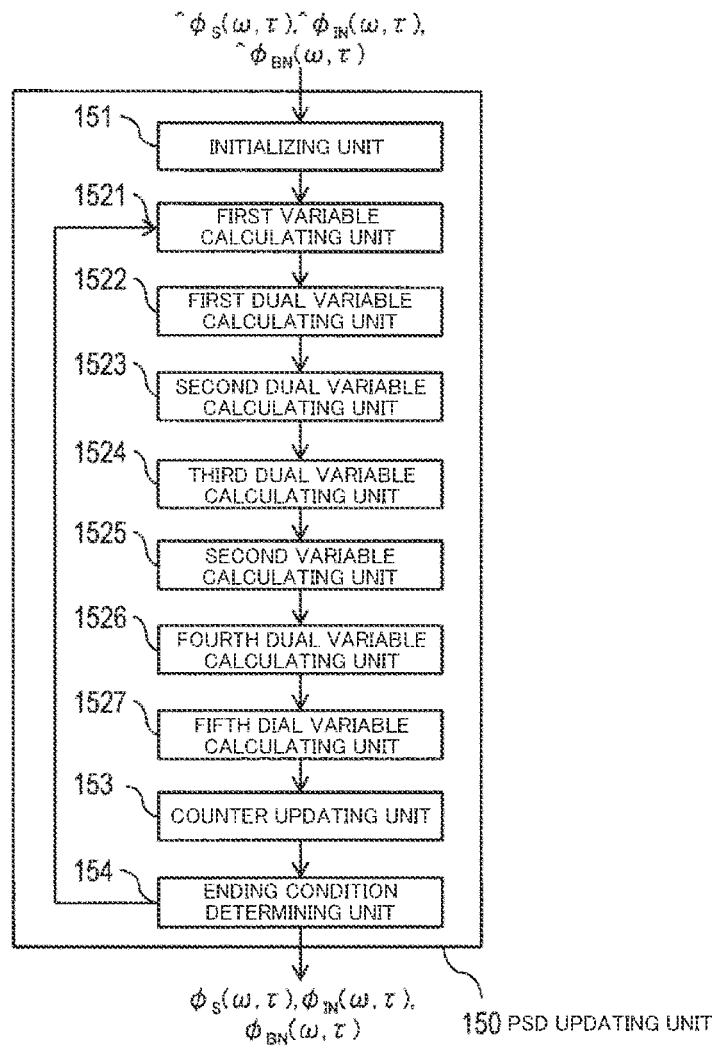 ^ϕS(ω,τ),^ϕIN(ω,τ),
^ϕBN(ω,τ)
151
INITIALIZING UNIT
1521
FIRST VARIABLE
CALCULATING UNIT
1522
FIRST DUAL VARIABLE
CALCULATING UNIT
1523
SECOND DUAL VARIABLE
CALCULATING UNIT
1524
THIRD DUAL VARIABLE
CALCULATING UNIT
1525
SECOND VARIABLE
CALCULATING UNIT
1526
FOURTH DUAL VARIABLE
CALCULATING UNIT
1527
FIFTH DIAL VARIABLE
CALCULATING UNIT
153
COUNTER UPDATING UNIT
154
ENDING CONDITION
DETERMINING UNIT
ϕS(ω,τ),ϕIN(ω,τ),
ϕBN(ω,τ)
150 PSD UPDATING UNIT